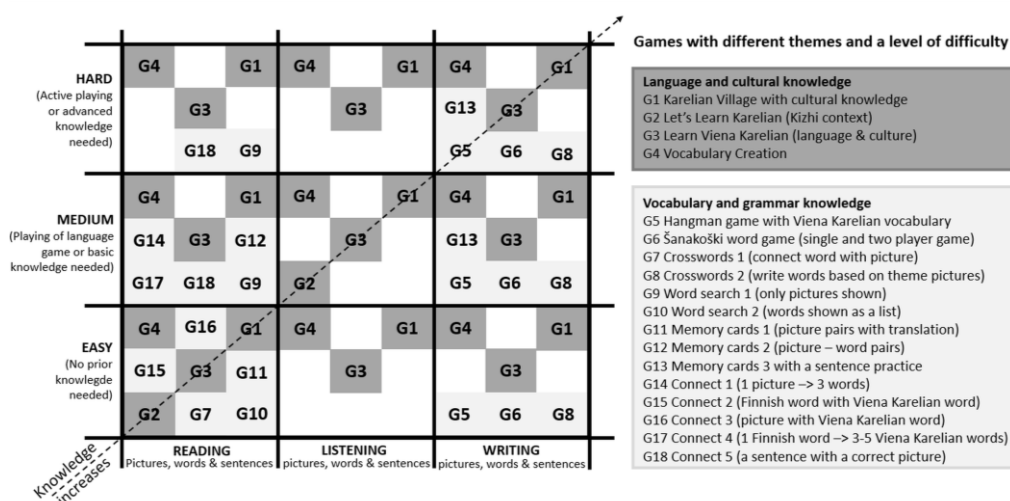 Games with different themes and a level of difficulty
HARD
(Active playing
or advanced
knowledge
needed)
G4 G1 G4 G1 G4 G1
G3 G3 G13 G3
G18 G9 G5 G6 G8
MEDIUM
(Playing of language
game or basic
knowledge needed)
G4 G1 G4 G1 G4 G1
G14 G3 G12 G3 G13 G3
G17 G18 G9 G2 G5 G6 G8
EASY
(No prior
knowlegde
needed)
G4 G16 G1 G4 G1 G4 G1
G15 G3 G11 G3 G3
G2 G7 G10 G5 G6 G8
READING LISTENING WRITING
Pictures, words & sentences pictures, words & sentences pictures, words & sentences
Knowledge
increases
Language and cultural knowledge
G1 Karelian Village with cultural knowledge
G2 Let's Learn Karelian (Kizhi context)
G3 Learn Viena Karelian (language & culture)
G4 Vocabulary Creation
Vocabulary and grammar knowledge
G5 Hangman game with Viena Karelian vocabulary
G6 Šanakoški word game (single and two player game)
G7 Crosswords 1 (connect word with picture)
G8 Crosswords 2 (write words based on theme pictures)
G9 Word search 1 (only pictures shown)
G10 Word search 2 (words shown as a list)
G11 Memory cards 1 (picture pairs with translation)
G12 Memory cards 2 (picture – word pairs)
G13 Memory cards 3 with a sentence practice
G14 Connect 1 (1 picture –> 3 words)
G15 Connect 2 (Finnish word with Viena Karelian word)
G16 Connect 3 (picture with Viena Karelian word)
G17 Connect 4 (1 Finnish word –> 3-5 Viena Karelian words)
G18 Connect 5 (a sentence with a correct picture)